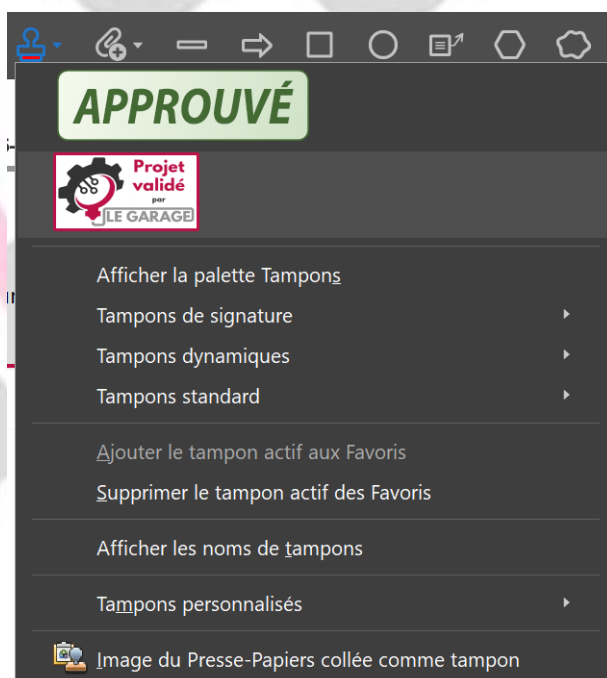 APPROUVÉ
Projet
validé
par
LE GARAGE
Afficher la palette Tampons
Tampons de signature
Tampons dynamiques
Tampons standard
Ajouter le tampon actif aux Favoris
Supprimer le tampon actif des Favoris
Afficher les noms de tampons
Tampons personnalisés
Image du Presse-Papiers collée comme tampon